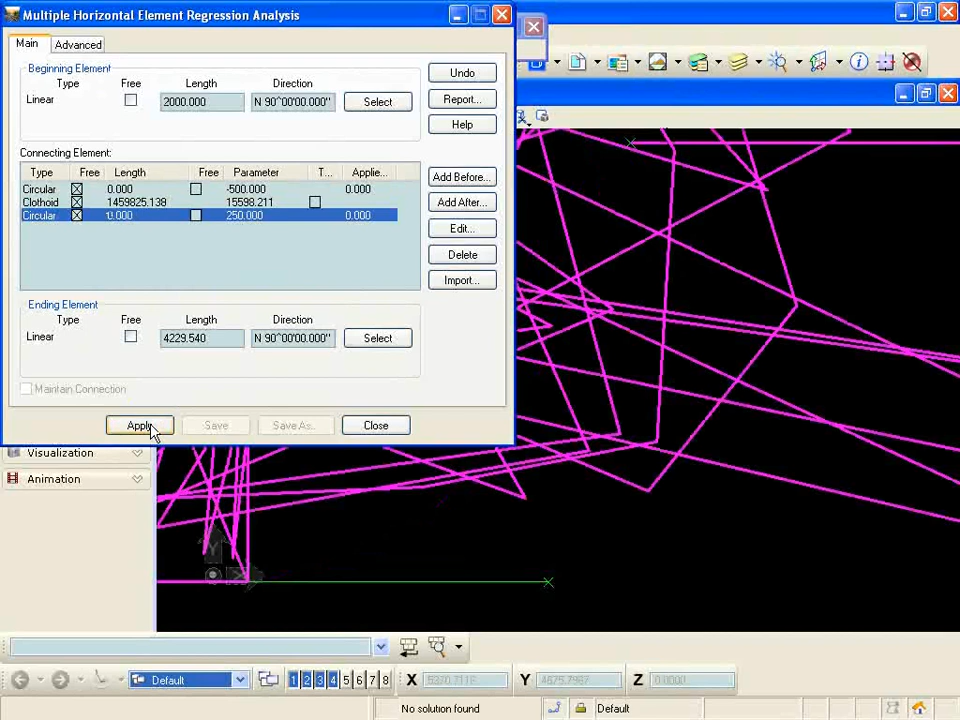 Multiple Horizontal Element Regression Analysis
Main
Advanced
Beginning Element
Type Free Length Direction
Linear 2000.000 N 90^00'00.000" Select
Undo
Report...
Help
Connecting Element:
Type Free Length Free Parameter T... Applie...
Circular 0.000 -500.000 0.000
Clothoid 1459825.138 15598.211
Circular 250.000 0.000
Add Before...
Add After...
Edit...
Delete
Import...
Ending Element
Type Free Length Direction
Linear 4229.540 N 90^00'00.000" Select
Maintain Connection
Apply Save Save As.. Close
Visualization
Animation
Y
Default 1 2 3 4 5 6 7 8 X Y Z 0.0000
No solution found Default